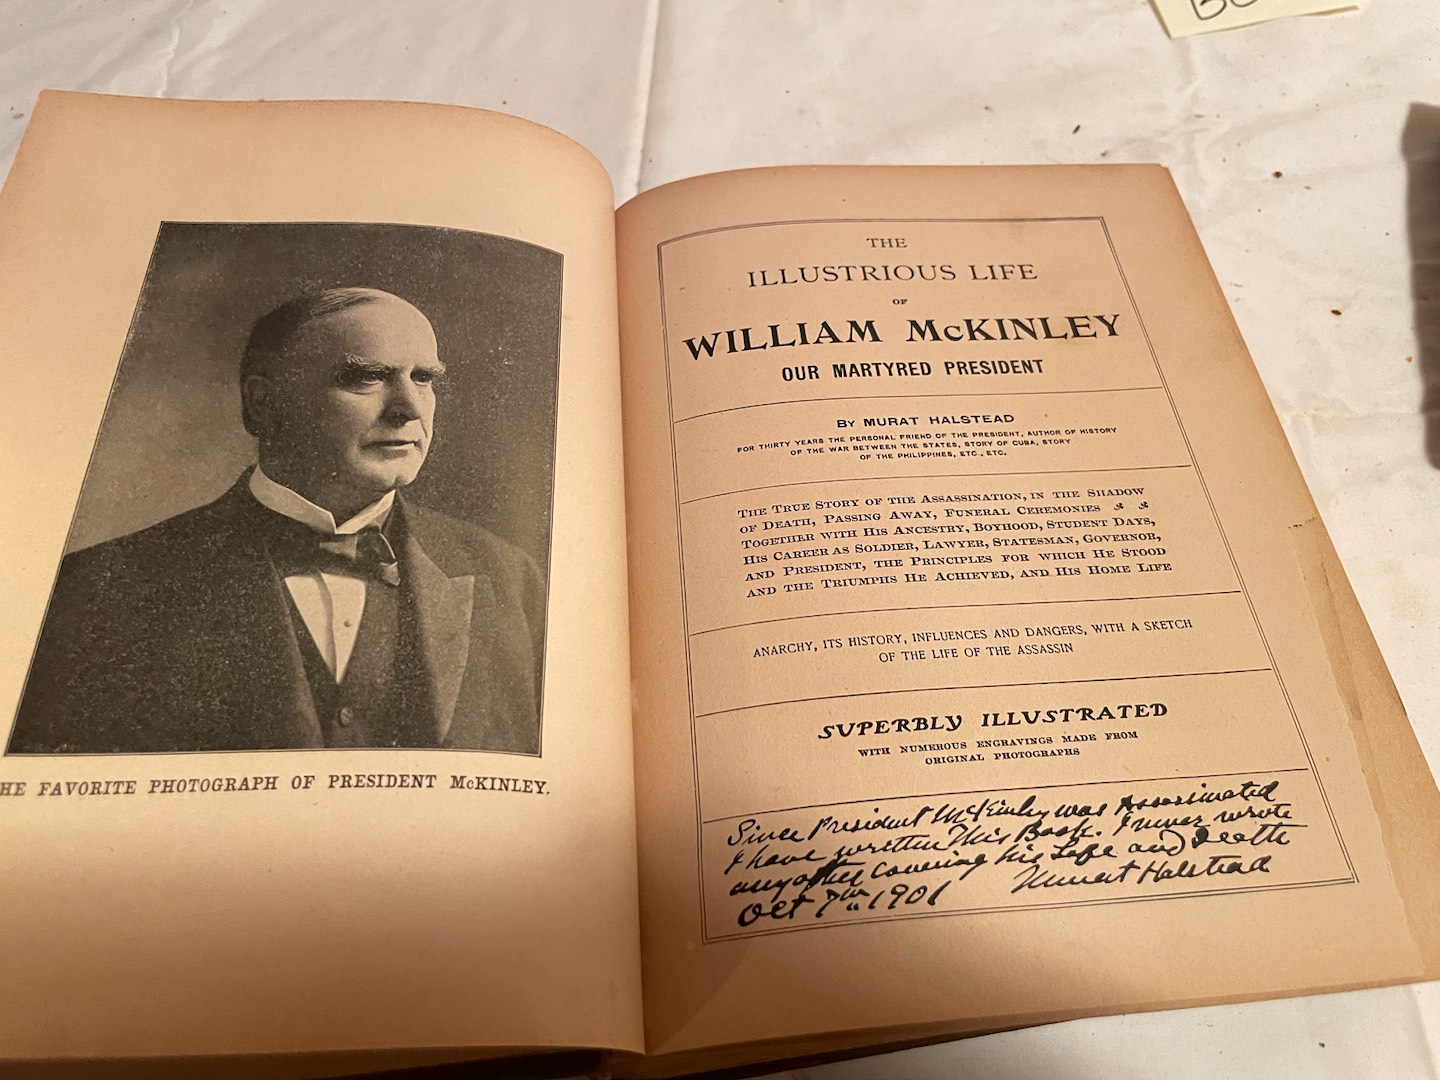 HE FAVORITE PHOTOGRAPH OF PRESIDENT McKINLEY.
THE
ILLUSTRIOUS LIFE
OF
WILLIAM McKINLEY
OUR MARTYRED PRESIDENT
BY MURAT HALSTEAD
FOR THIRTY YEARS THE PERSONAL FRIEND OF THE PRESIDENT, AUTHOR OF HISTORY
OF THE WAR BETWEEN THE STATES, STORY OF CUBA, STORY
OF THE PHILIPPINES, ETC., ETC.
THE TRUE STORY OF THE ASSASSINATION, IN THE SHADOW
OF DEATH, PASSING AWAY, FUNERAL CEREMONIES
TOGETHER WITH HIS ANCESTRY, BOYHOOD, STUDENT DAYS,
HIS CAREER AS SOLDIER, LAWYER, STATESMAN, GOVERNOR,
AND PRESIDENT, THE PRINCIPLES FOR WHICH HE STOOD
AND THE TRIUMPHS HE ACHIEVED, AND HIS HOME LIFE
ANARCHY, ITS HISTORY, INFLUENCES AND DANGERS, WITH A SKETCH
OF THE LIFE OF THE ASSASSIN
SUPERBLY ILLUSTRATED
WITH NUMEROUS ENGRAVINGS MADE FROM
ORIGINAL PHOTOGRAPHS
Since President McKinley was Assassinated
I have written This Book. I never wrote
any other covering his Life and Death
Oct 7th 1901 Murat Halstead